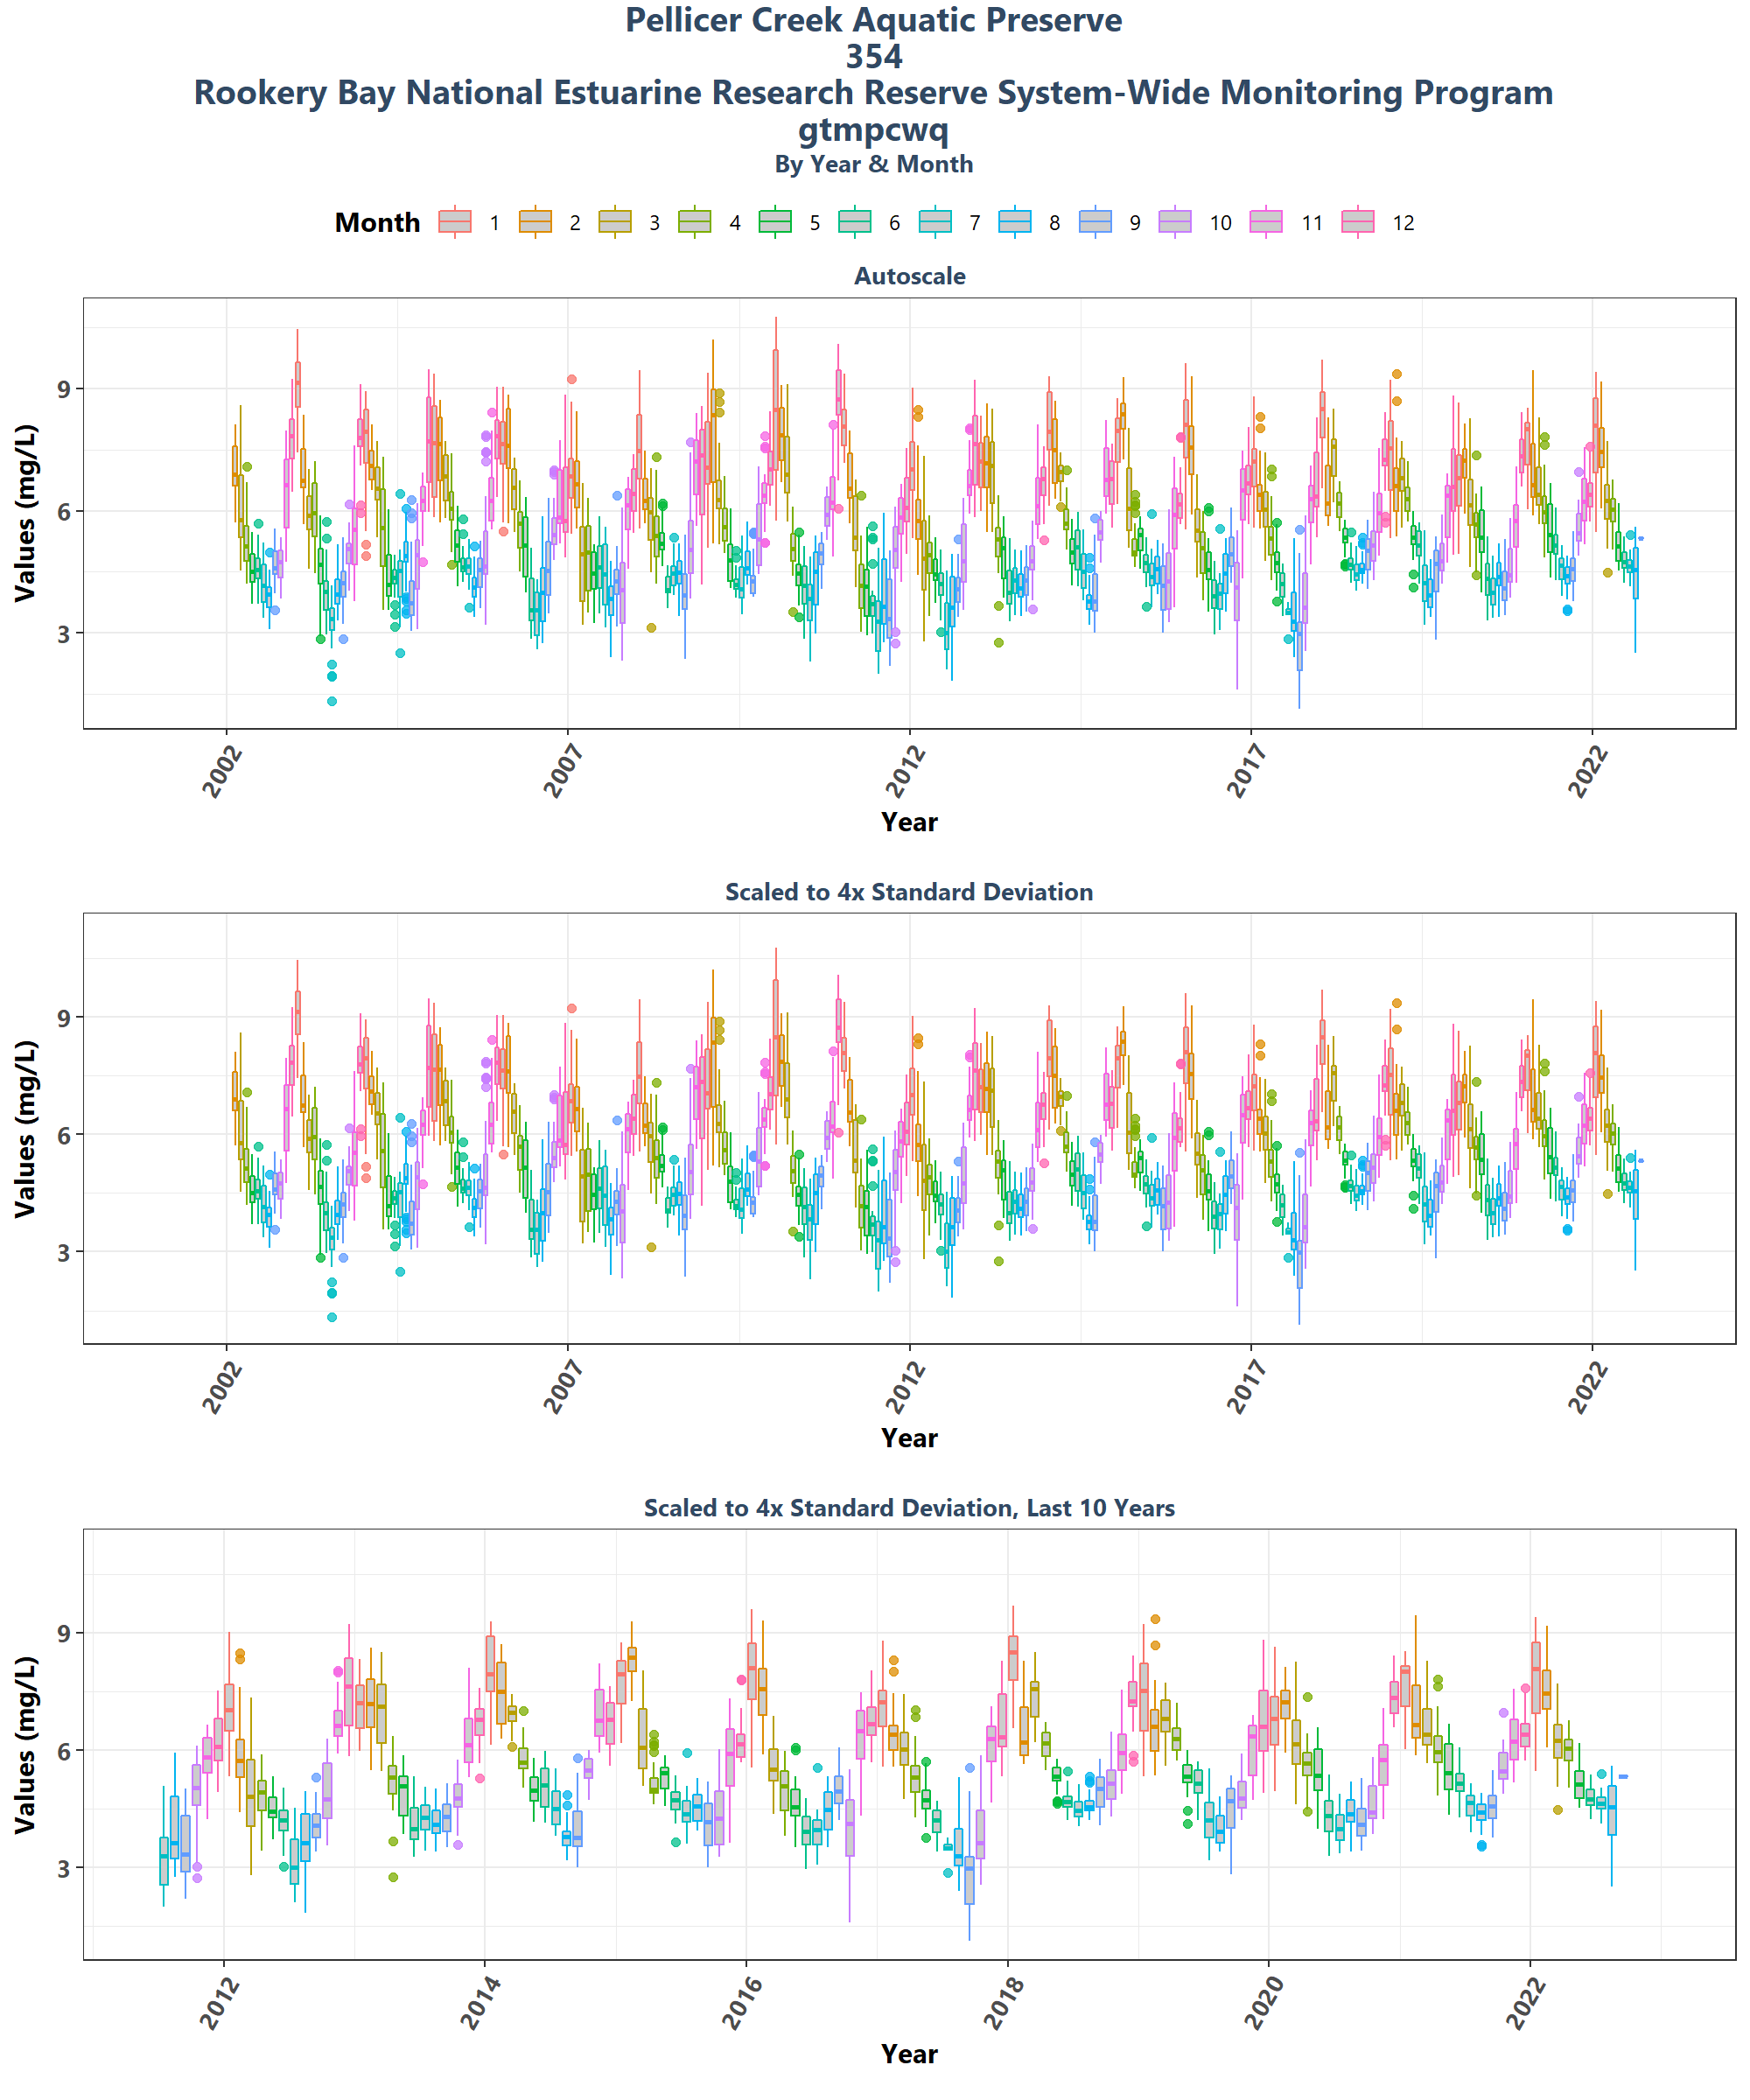 Pellicer Creek Aquatic Preserve
354
Rookery Bay National Estuarine Research Reserve System-Wide Monitoring Program
gtmpcwq
By Year & Month
Month 1 2 3 4 5 6 7 8 9 10 11 12
Autoscale
Values (mg/L)
9
6
3
2002 2007 2012 2017 2022
Year
Scaled to 4x Standard Deviation
Values (mg/L)
9
6
3
2002 2007 2012 2017 2022
Year
Scaled to 4x Standard Deviation, Last 10 Years
Values (mg/L)
9
6
3
2012 2014 2016 2018 2020 2022
Year